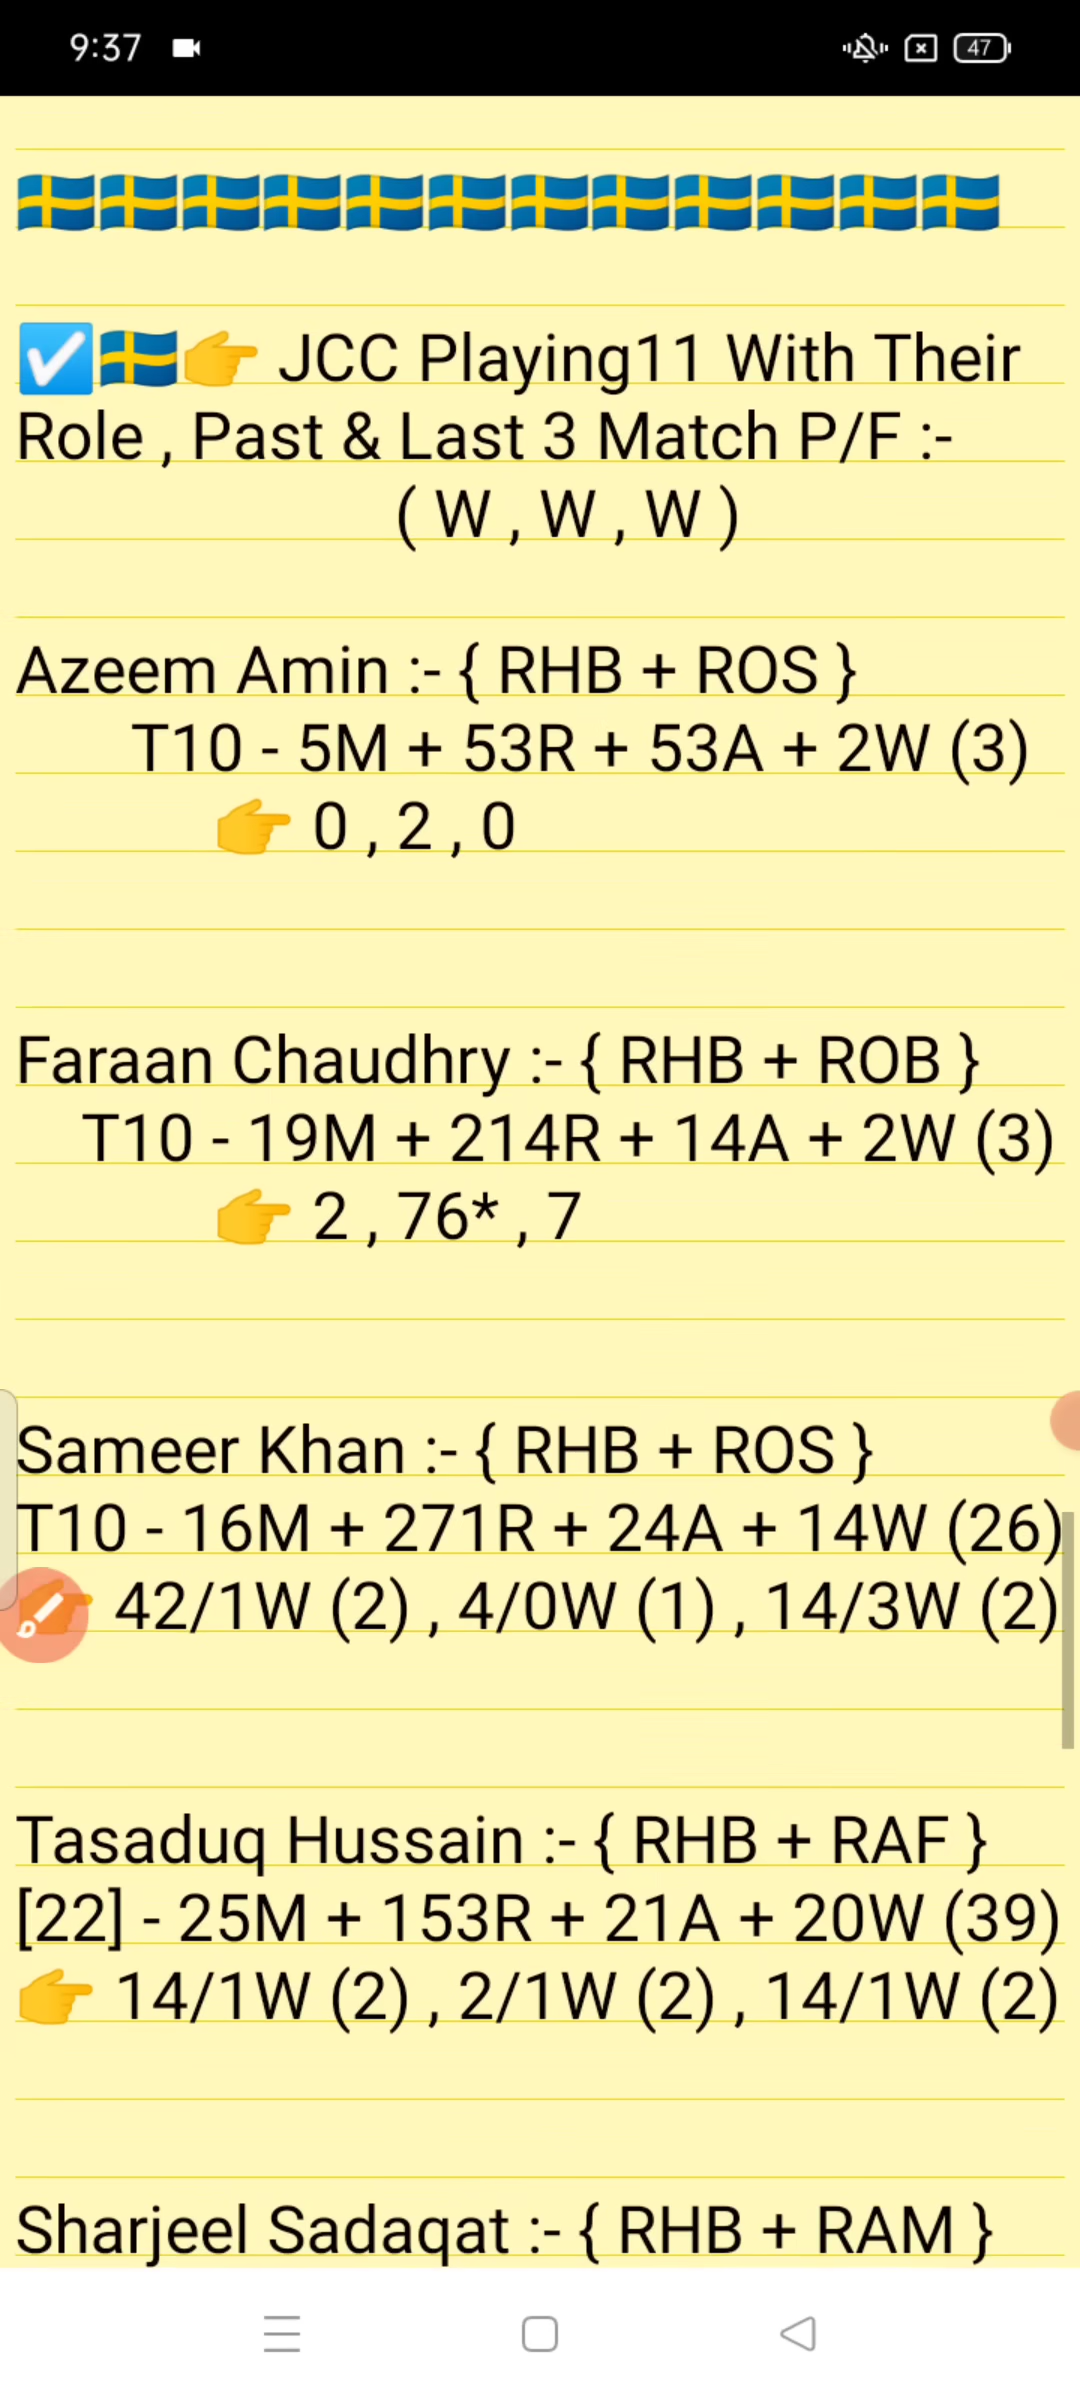 9:37
47
🇸🇪🇸🇪🇸🇪🇸🇪🇸🇪🇸🇪🇸🇪🇸🇪🇸🇪🇸🇪🇸🇪🇸🇪
☑️🇸🇪👉 JCC Playing11 With Their
Role , Past & Last 3 Match P/F :-
( W , W , W )
Azeem Amin :- { RHB + ROS }
T10 - 5M + 53R + 53A + 2W (3)
👉 0 , 2 , 0
Faraan Chaudhry :- { RHB + ROB }
T10 - 19M + 214R + 14A + 2W (3)
👉 2 , 76* , 7
Sameer Khan :- { RHB + ROS }
T10 - 16M + 271R + 24A + 14W (26)
👉 42/1W (2) , 4/0W (1) , 14/3W (2)
Tasaduq Hussain :- { RHB + RAF }
[22] - 25M + 153R + 21A + 20W (39)
👉 14/1W (2) , 2/1W (2) , 14/1W (2)
Sharjeel Sadaqat :- { RHB + RAM }